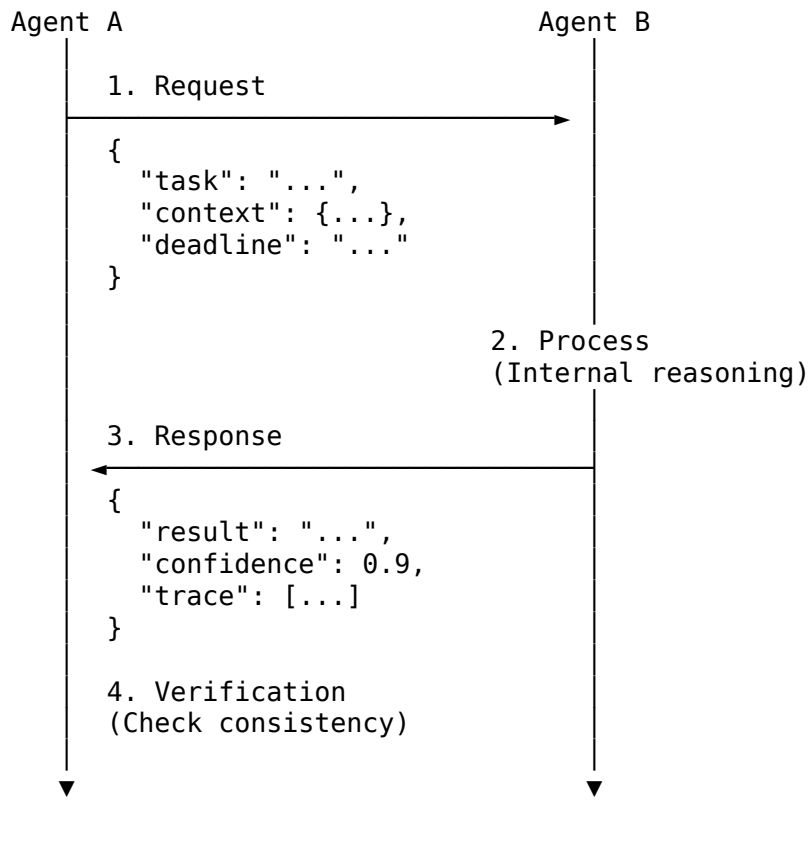 Agent A Agent B
1. Request
{
"task": "...",
"context": {...},
"deadline": "..."
}
2. Process
(Internal reasoning)
3. Response
{
"result": "...",
"confidence": 0.9,
"trace": [...]
}
4. Verification
(Check consistency)